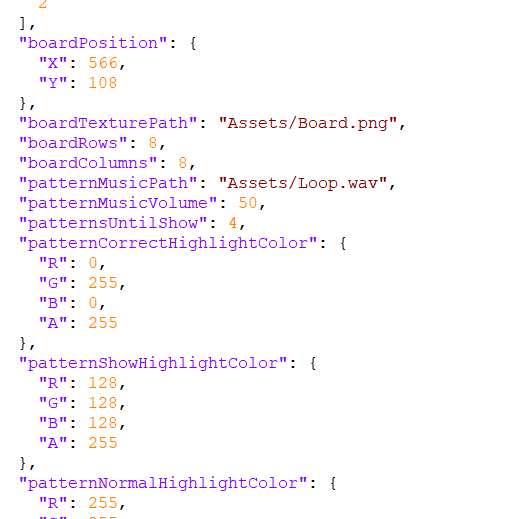 2
],
"boardPosition": {
"X": 566,
"Y": 108
},
"boardTexturePath": "Assets/Board.png",
"boardRows": 8,
"boardColumns": 8,
"patternMusicPath": "Assets/Loop.wav",
"patternMusicVolume": 50,
"patternsUntilShow": 4,
"patternCorrectHighlightColor": {
"R": 0,
"G": 255,
"B": 0,
"A": 255
},
"patternShowHighlightColor": {
"R": 128,
"G": 128,
"B": 128,
"A": 255
},
"patternNormalHighlightColor": {
"R": 255,